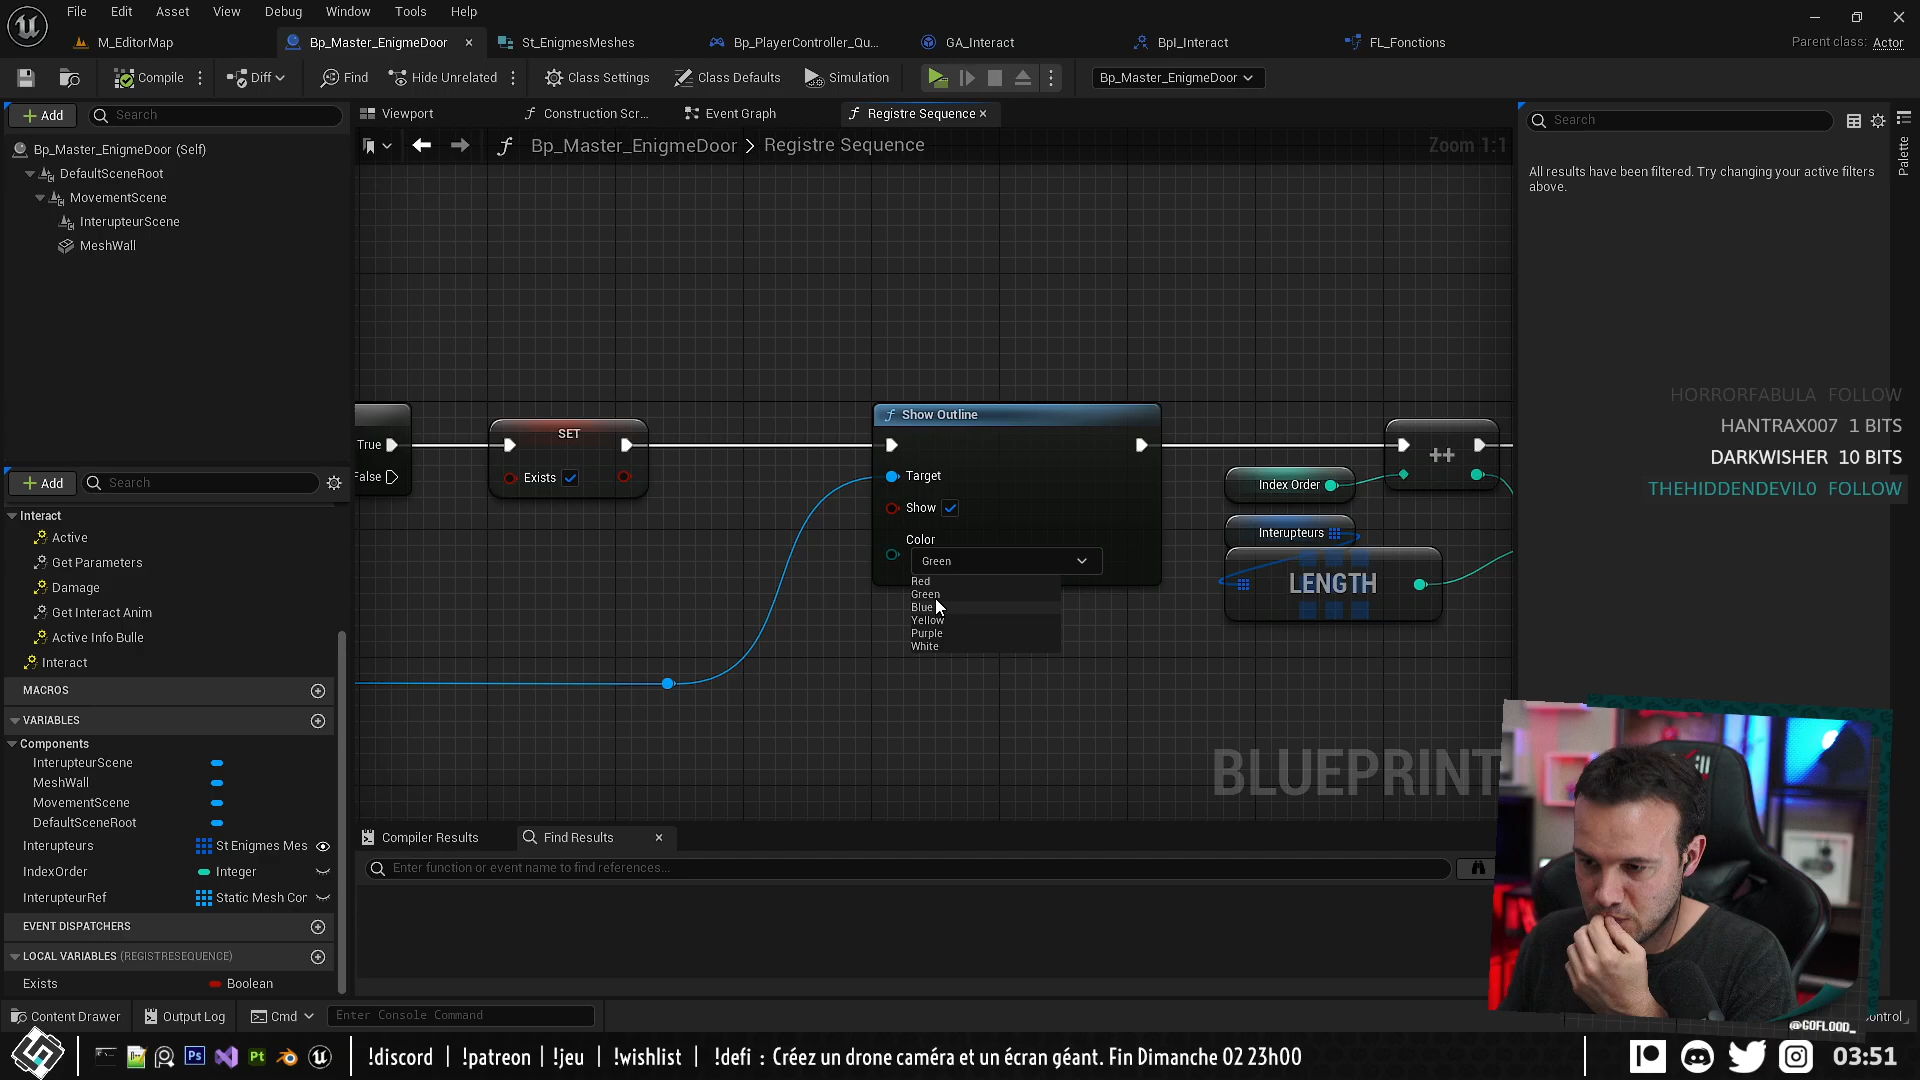 File Edit Asset View Debug Window Tools Help
M_EditorMap
Bp_Master_EnigmeDoor
St_EnigmesMeshes
Bp_PlayerController_Qu...
GA_Interact
BpI_Interact
FL_Fonctions
Parent class: Actor
Compile
Diff
Find
Hide Unrelated
Class Settings
Class Defaults
Simulation
Bp_Master_EnigmeDoor
Add
Search
Viewport
Construction Scr...
Event Graph
Registre Sequence
Search
Palette
Bp_Master_EnigmeDoor > Registre Sequence
Zoom 1:1
Bp_Master_EnigmeDoor (Self)
DefaultSceneRoot
MovementScene
InterupteurScene
MeshWall
All results have been filtered. Try changing your active filters
above.
HORRORFABULA FOLLOW
HANTRAX007 1 BITS
DARKWISHER 10 BITS
THEHIDDENDEVIL0 FOLLOW
True
False
SET
Exists
Show Outline
Target
Show
Color
Green
Red
Green
Blue
Yellow
Purple
White
Index Order
Interupteurs
LENGTH
++
BLUEPRINT
Add
Search
Interact
Active
Get Parameters
Damage
Get Interact Anim
Active Info Bulle
Interact
MACROS
VARIABLES
Components
InterupteurScene
MeshWall
MovementScene
DefaultSceneRoot
Interupteurs St Enigmes Mes
IndexOrder Integer
InterupteurRef Static Mesh Cor
EVENT DISPATCHERS
LOCAL VARIABLES (REGISTRESEQUENCE)
Exists Boolean
Compiler Results
Find Results
Enter function or event name to find references...
Content Drawer
Output Log
Cmd
Enter Console Command
ontrol
@GOFLOOD_
Ps
Pt
!discord | !patreon | !jeu | !wishlist | !defi : Créez un drone caméra et un écran géant. Fin Dimanche 02 23h00
03:51